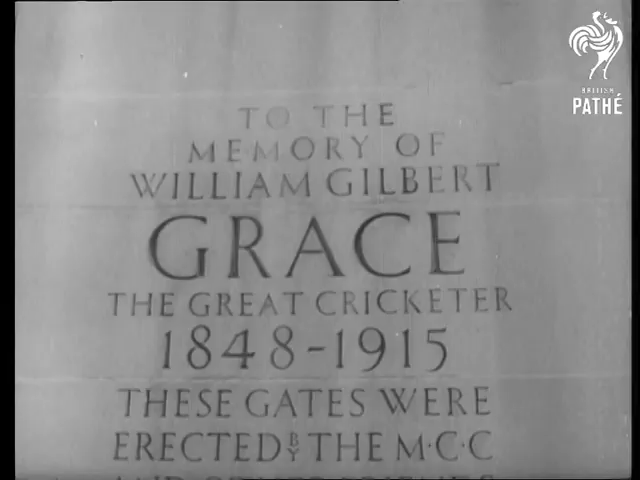 BRITISH
PATHÉ
TO THE
MEMORY OF
WILLIAM GILBERT
GRACE
THE GREAT CRICKETER
1848-1915
THESE GATES WERE
ERECTED BY THE M·C·C